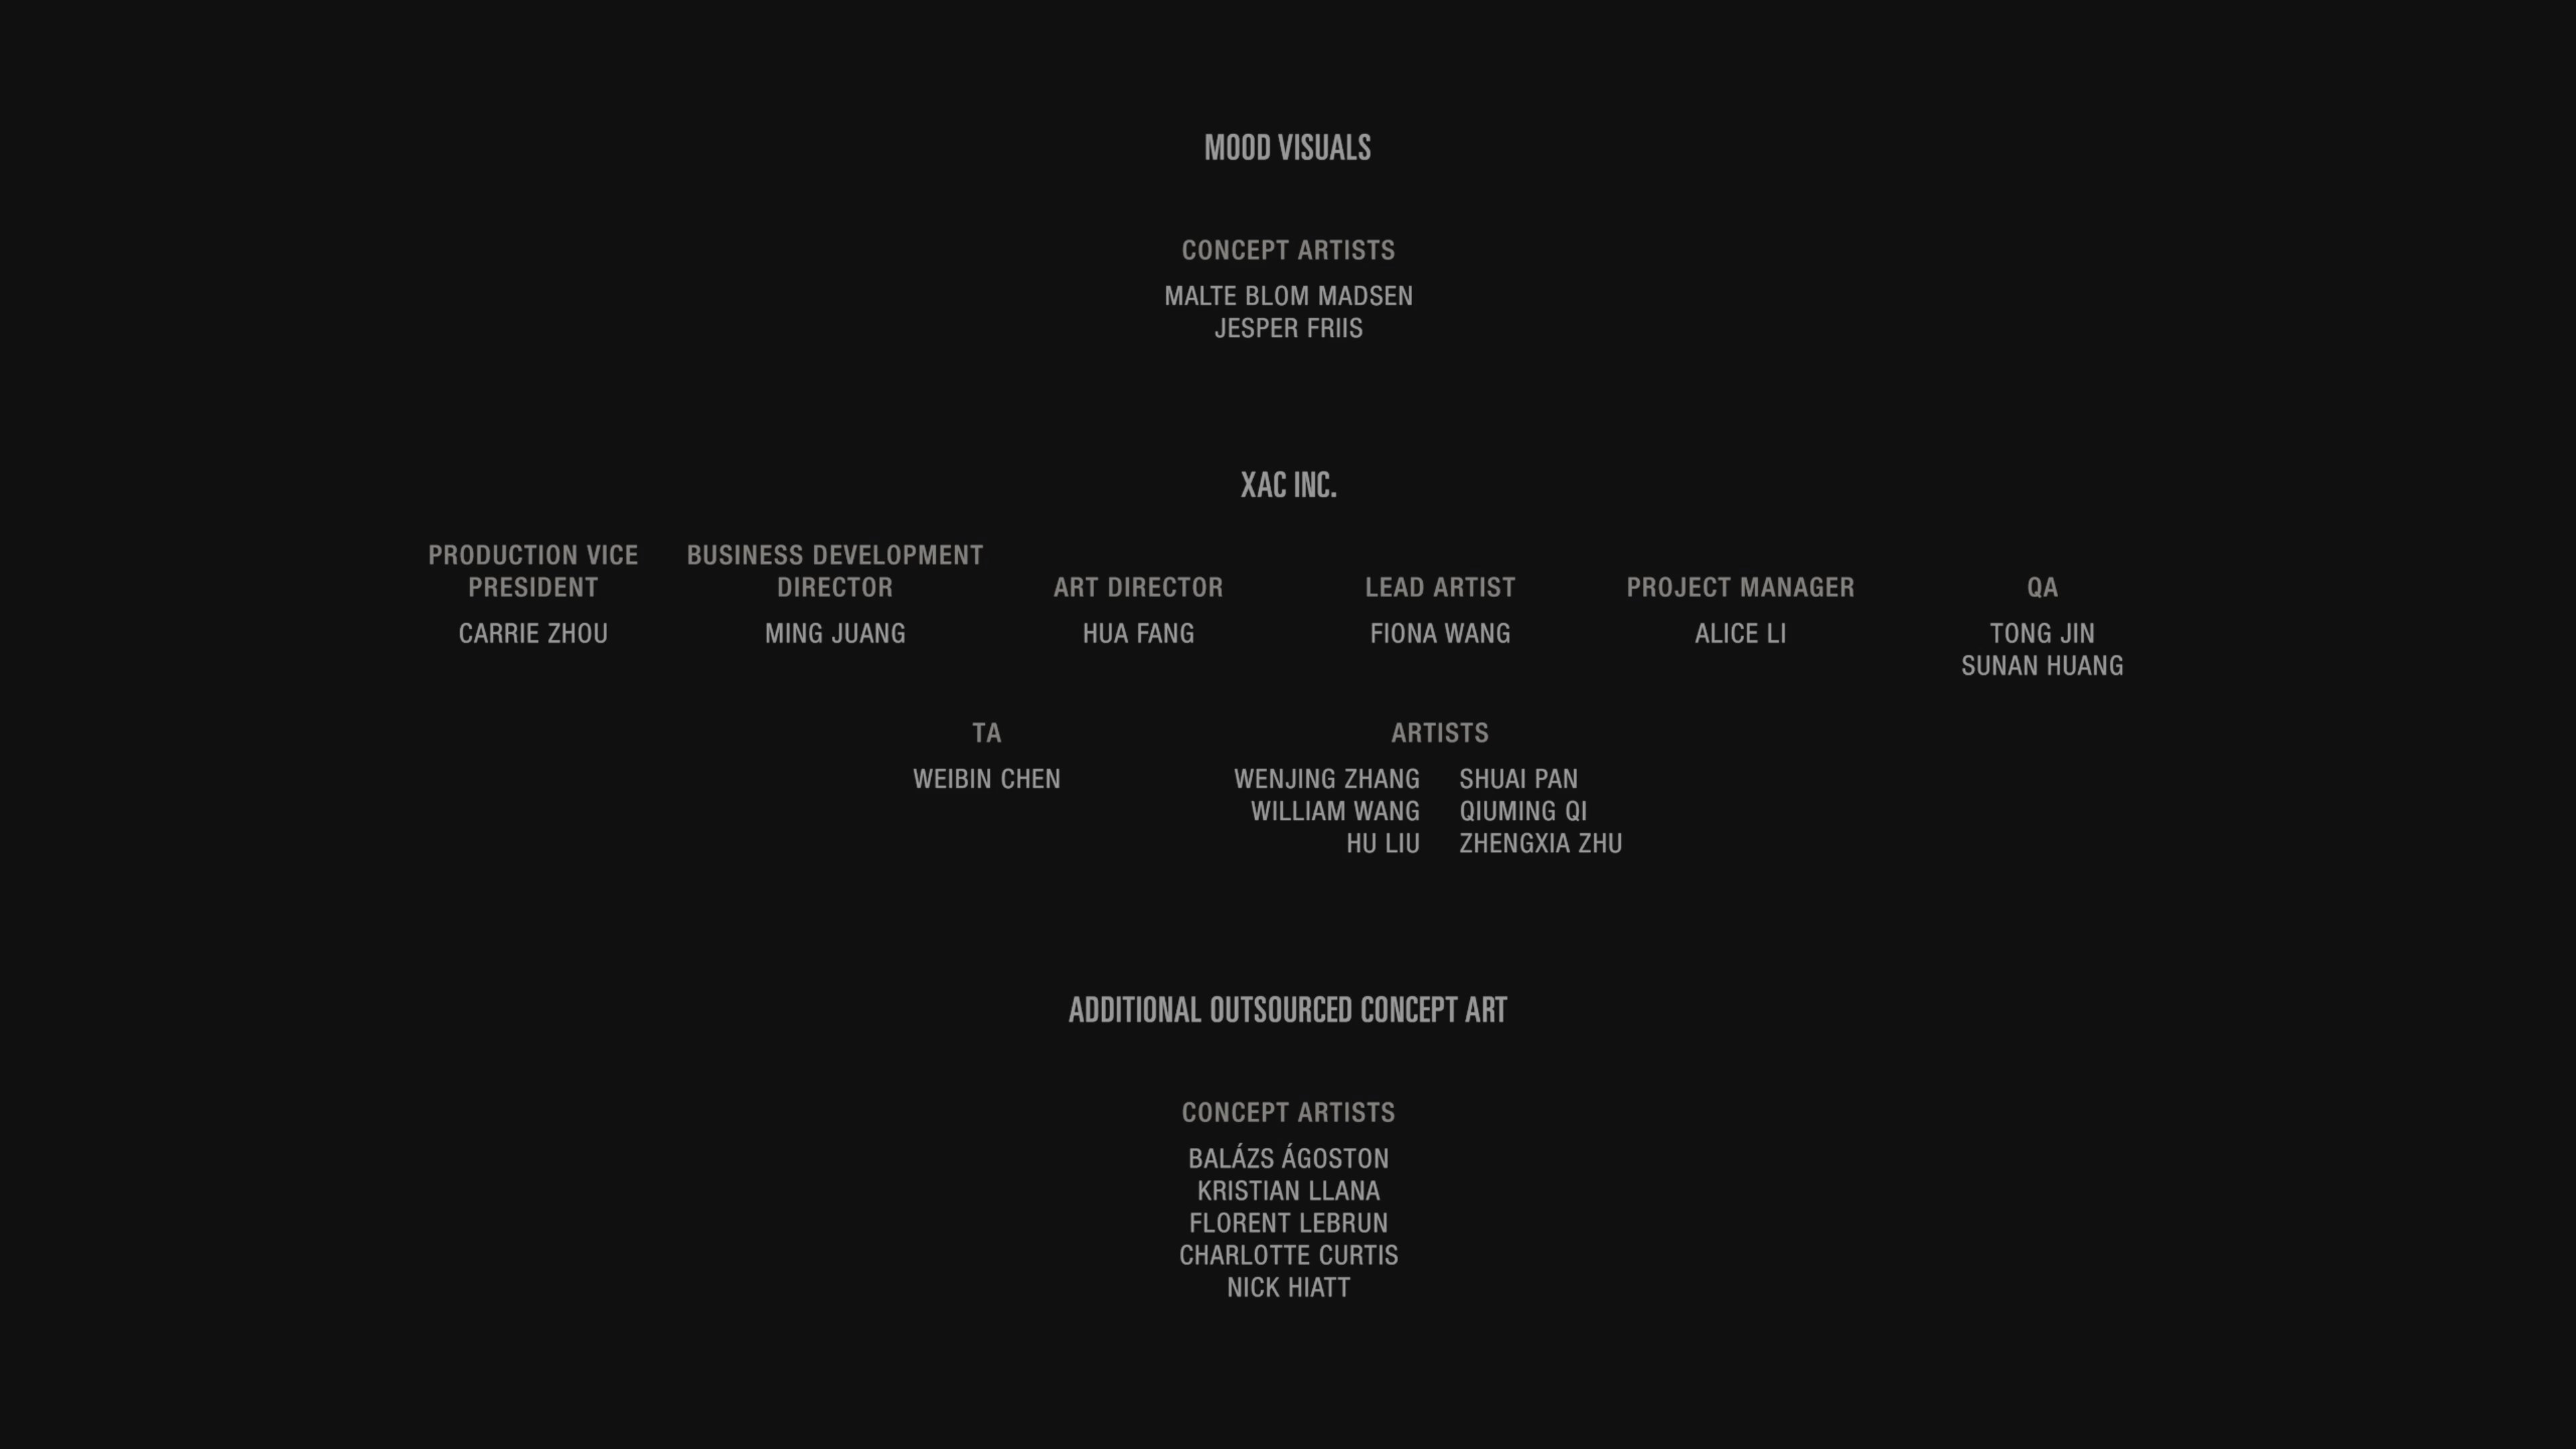 MOOD VISUALS
CONCEPT ARTISTS
MALTE BLOM MADSEN
JESPER FRIIS
XAC INC.
PRODUCTION VICE
PRESIDENT
CARRIE ZHOU
BUSINESS DEVELOPMENT
DIRECTOR
MING JUANG
ART DIRECTOR
HUA FANG
LEAD ARTIST
FIONA WANG
PROJECT MANAGER
ALICE LI
QA
TONG JIN
SUNAN HUANG
TA
WEIBIN CHEN
ARTISTS
WENJING ZHANG
WILLIAM WANG
HU LIU
SHUAI PAN
QIUMING QI
ZHENGXIA ZHU
ADDITIONAL OUTSOURCED CONCEPT ART
CONCEPT ARTISTS
BALÁZS ÁGOSTON
KRISTIAN LLANA
FLORENT LEBRUN
CHARLOTTE CURTIS
NICK HIATT